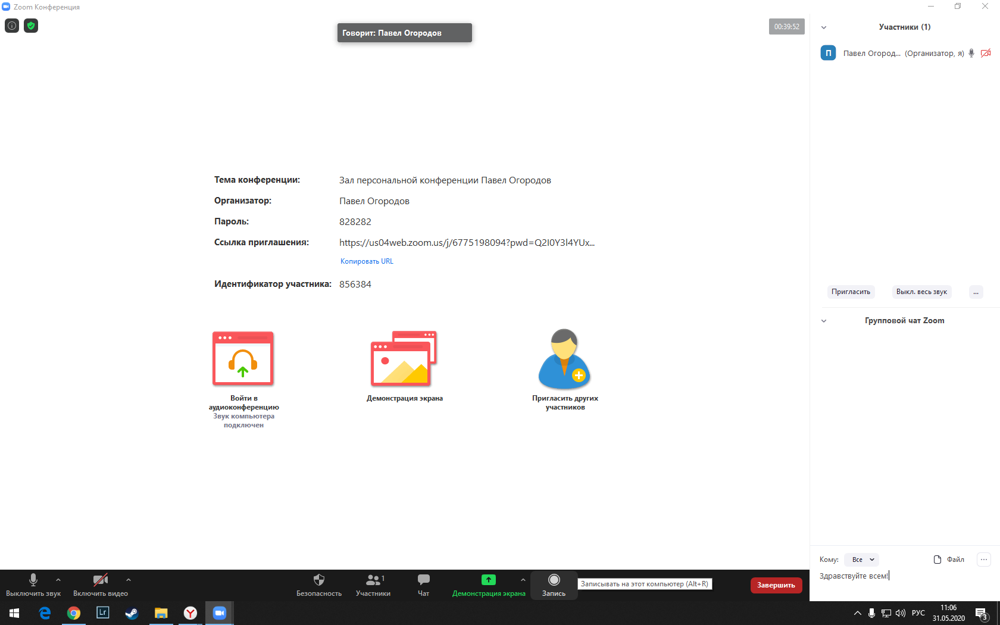 Zoom Конференция
Говорит: Павел Огородов
00:39:52
Участники (1)
П
Павел Огород... (Организатор, я)
Тема конференции: Зал персональной конференции Павел Огородов
Организатор: Павел Огородов
Пароль: 828282
Ссылка приглашения: https://us04web.zoom.us/j/6775198094?pwd=Q2I0Y3l4YUx...
Копировать URL
Идентификатор участника: 856384
Пригласить Выкл. весь звук ...
Групповой чат Zoom
Войти в
аудиоконференцию
Звук компьютера
подключен
Демонстрация экрана
Пригласить других
участников
Кому: Все Файл ...
Здравствуйте всем!
Выключить звук
Включить видео
Безопасность
Участники 1
Чат
Демонстрация экрана
Запись
Записывать на этот компьютер (Alt+R)
Завершить
Lr
РУС
11:06
31.05.2020
3